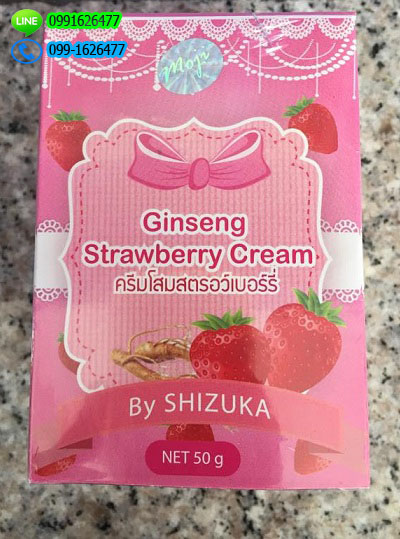 LINE 0991626477
099-1626477
Moji
Ginseng
Strawberry Cream
ครีมโสมสตรอว์เบอร์รี่
By SHIZUKA
NET 50 g